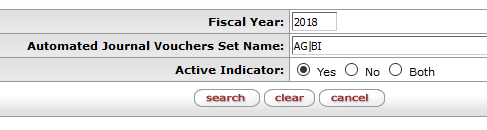 Fiscal Year: 2018
Automated Journal Vouchers Set Name: AG|BI
Active Indicator: Yes No Both
search clear cancel